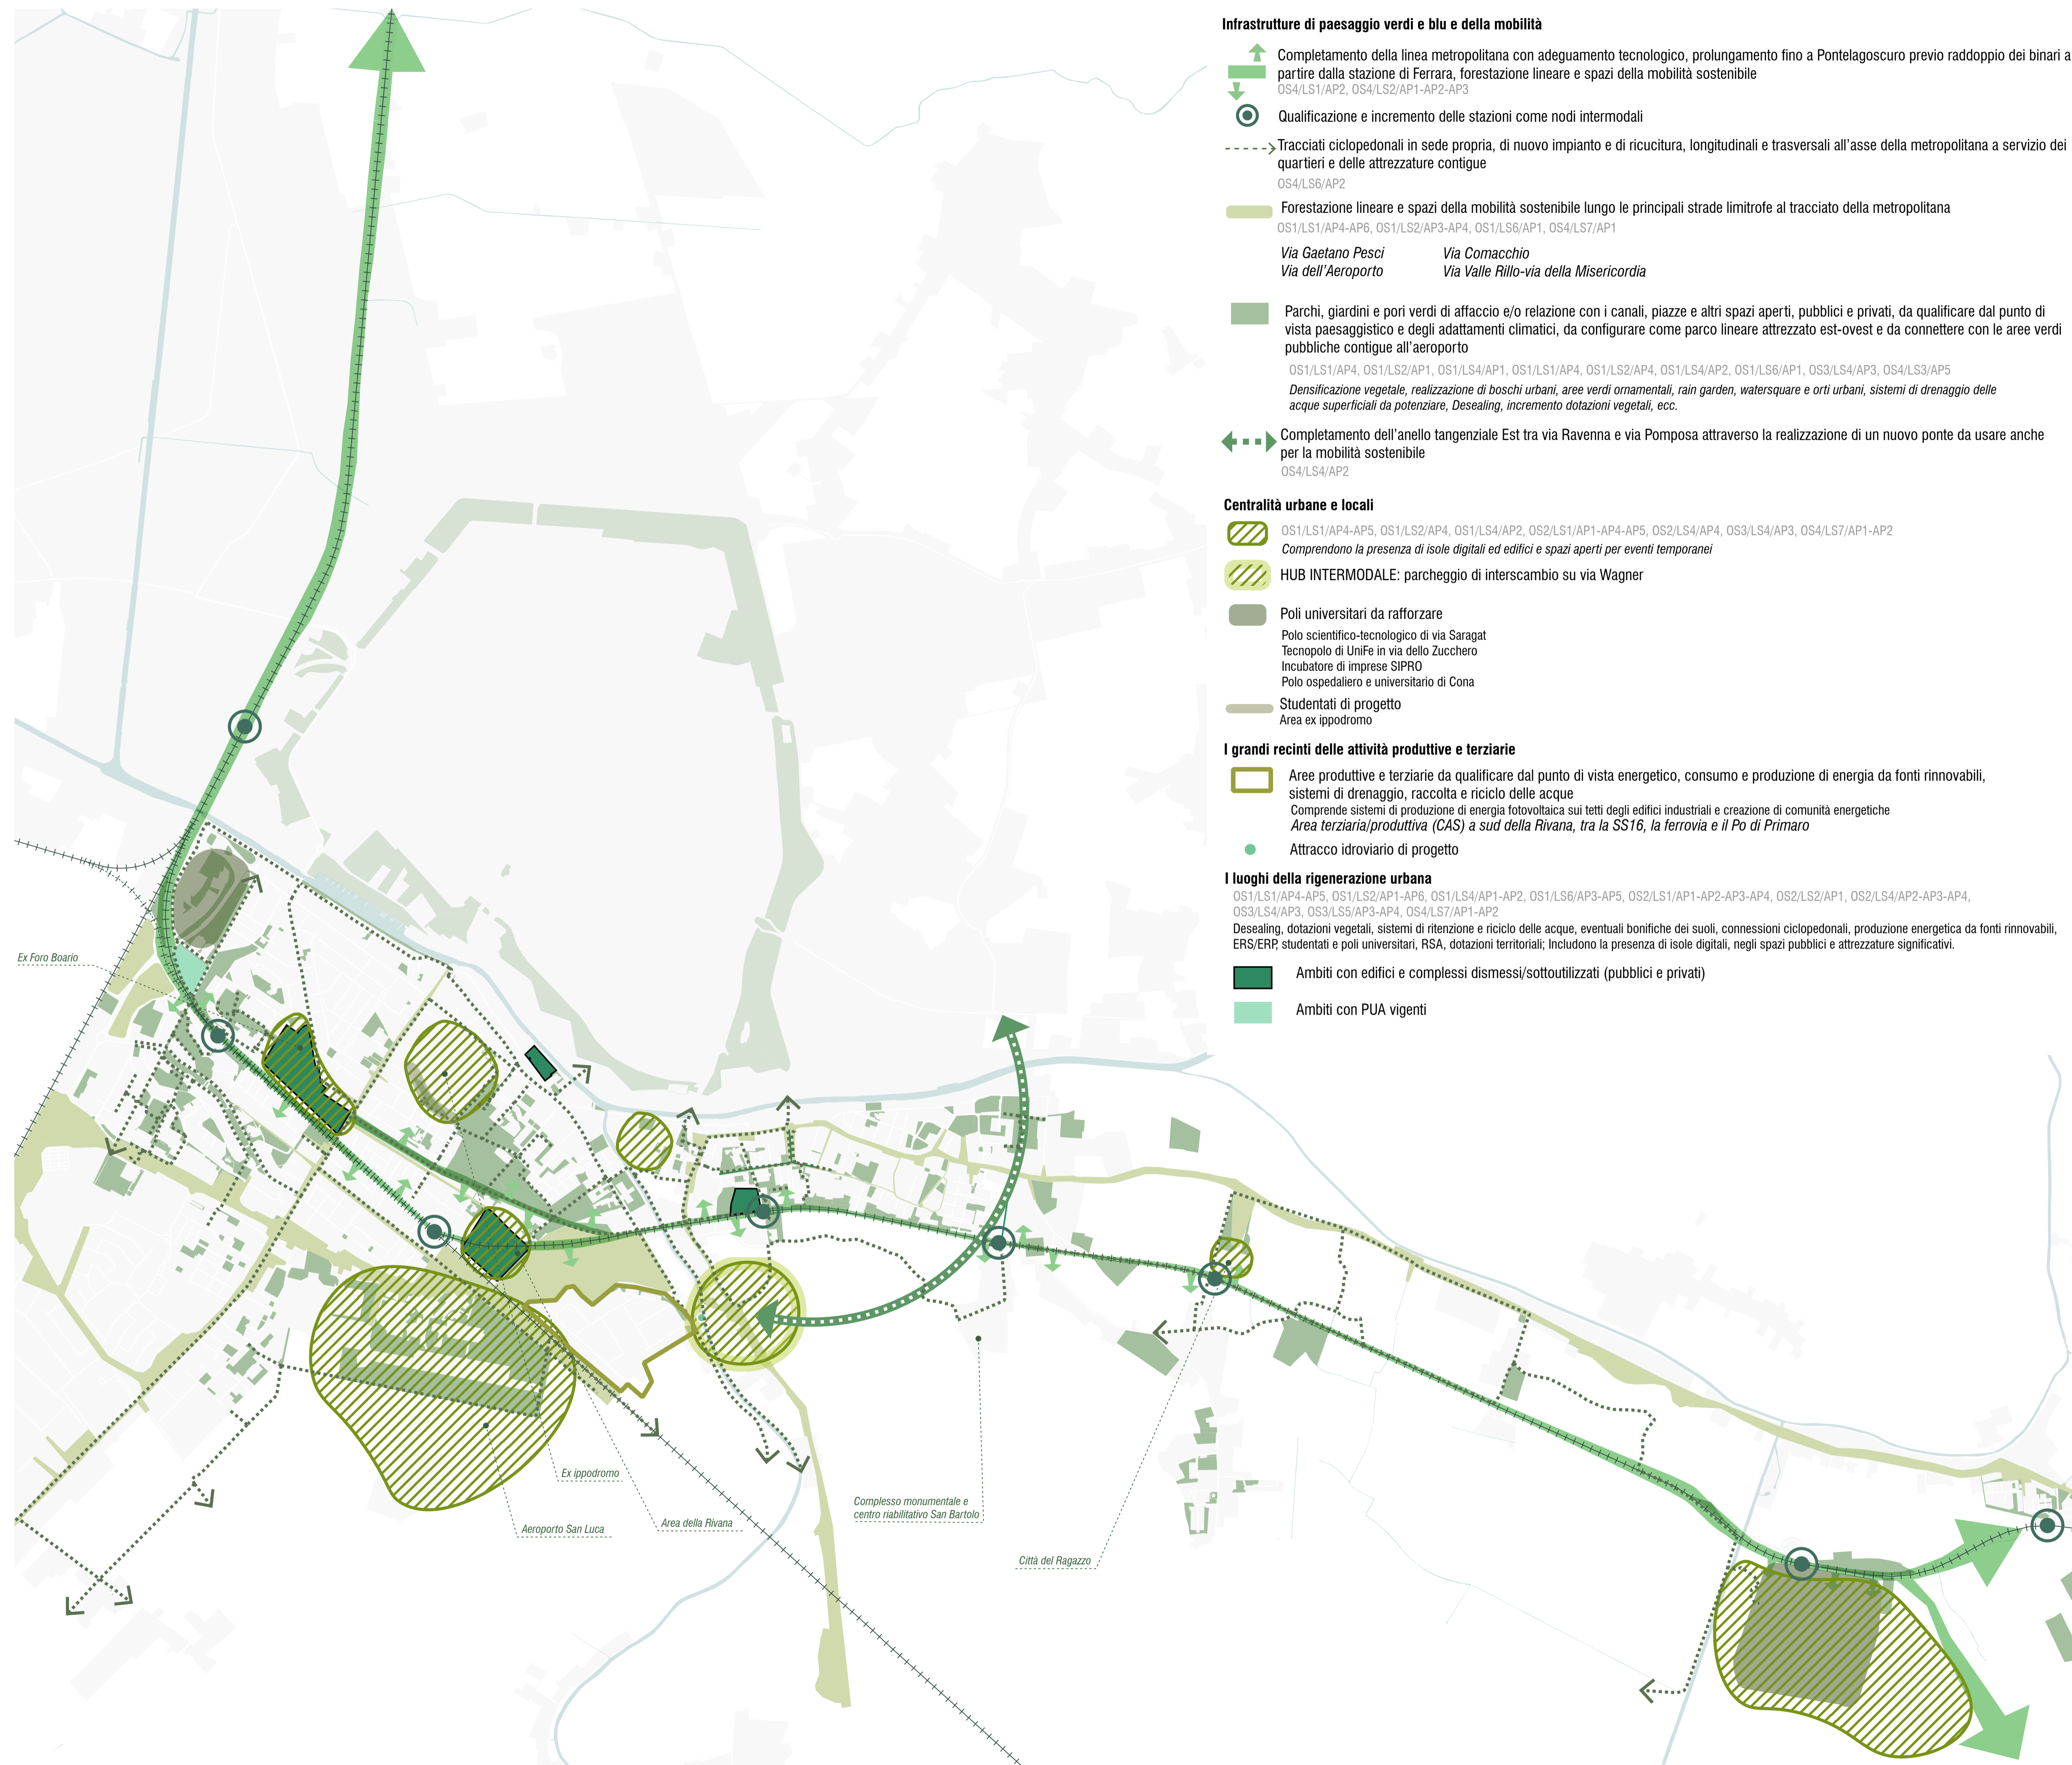 Infrastrutture di paesaggio verdi e blu e della mobilità
Completamento della linea metropolitana con adeguamento tecnologico, prolungamento fino a Pontelagoscuro previo raddoppio dei binari a
partire dalla stazione di Ferrara, forestazione lineare e spazi della mobilità sostenibile
OS4/LS1/AP2, OS4/LS2/AP1-AP2-AP3
Qualificazione e incremento delle stazioni come nodi intermodali
Tracciati ciclopedonali in sede propria, di nuovo impianto e di ricucitura, longitudinali e trasversali all'asse della metropolitana a servizio dei
quartieri e delle attrezzature contigue
OS4/LS6/AP2
Forestazione lineare e spazi della mobilità sostenibile lungo le principali strade limitrofe al tracciato della metropolitana
OS1/LS1/AP4-AP6, OS1/LS2/AP3-AP4, OS1/LS6/AP1, OS4/LS7/AP1
Via Gaetano Pesci
Via Comacchio
Via dell'Aeroporto
Via Valle Rillo-via della Misericordia
Parchi, giardini e pori verdi di affaccio e/o relazione con i canali, piazze e altri spazi aperti, pubblici e privati, da qualificare dal punto di
vista paesaggistico e degli adattamenti climatici, da configurare come parco lineare attrezzato est-ovest e da connettere con le aree verdi
pubbliche contigue all'aeroporto
OS1/LS1/AP4, OS1/LS2/AP1, OS1/LS4/AP1, OS1/LS1/AP4, OS1/LS2/AP4, OS1/LS4/AP2, OS1/LS6/AP1, OS3/LS4/AP3, OS4/LS3/AP5
Densificazione vegetale, realizzazione di boschi urbani, aree verdi ornamentali, rain garden, watersquare e orti urbani, sistemi di drenaggio delle
acque superficiali da potenziare, Desealing, incremento dotazioni vegetali, ecc.
Completamento dell'anello tangenziale Est tra via Ravenna e via Pomposa attraverso la realizzazione di un nuovo ponte da usare anche
per la mobilità sostenibile
OS4/LS4/AP2
Centralità urbane e locali
OS1/LS1/AP4-AP5, OS1/LS2/AP4, OS1/LS4/AP2, OS2/LS1/AP1-AP4-AP5, OS2/LS4/AP4, OS3/LS4/AP3, OS4/LS7/AP1-AP2
Comprendono la presenza di isole digitali ed edifici e spazi aperti per eventi temporanei
HUB INTERMODALE: parcheggio di interscambio su via Wagner
Poli universitari da rafforzare
Polo scientifico-tecnologico di via Saragat
Tecnopolo di UniFe in via dello Zucchero
Incubatore di imprese SIPRO
Polo ospedaliero e universitario di Cona
Studentati di progetto
Area ex ippodromo
I grandi recinti delle attività produttive e terziarie
Aree produttive e terziarie da qualificare dal punto di vista energetico, consumo e produzione di energia da fonti rinnovabili,
sistemi di drenaggio, raccolta e riciclo delle acque
Comprende sistemi di produzione di energia fotovoltaica sui tetti degli edifici industriali e creazione di comunità energetiche
Area terziaria/produttiva (CAS) a sud della Rivana, tra la SS16, la ferrovia e il Po di Primaro
Attracco idroviario di progetto
I luoghi della rigenerazione urbana
OS1/LS1/AP4-AP5, OS1/LS2/AP1-AP6, OS1/LS4/AP1-AP2, OS1/LS6/AP3-AP5, OS2/LS1/AP1-AP2-AP3-AP4, OS2/LS2/AP1, OS2/LS4/AP2-AP3-AP4,
OS3/LS4/AP3, OS3/LS5/AP3-AP4, OS4/LS7/AP1-AP2
Desealing, dotazioni vegetali, sistemi di ritenzione e riciclo delle acque, eventuali bonifiche dei suoli, connessioni ciclopedonali, produzione energetica da fonti rinnovabili,
ERS/ERP, studentati e poli universitari, RSA, dotazioni territoriali; Includono la presenza di isole digitali, negli spazi pubblici e attrezzature significativi.
Ambiti con edifici e complessi dismessi/sottoutilizzati (pubblici e privati)
Ambiti con PUA vigenti
Ex Foro Boario
Ex ippodromo
Aeroporto San Luca
Area della Rivana
Complesso monumentale e
centro riabilitativo San Bartolo
Città del Ragazzo